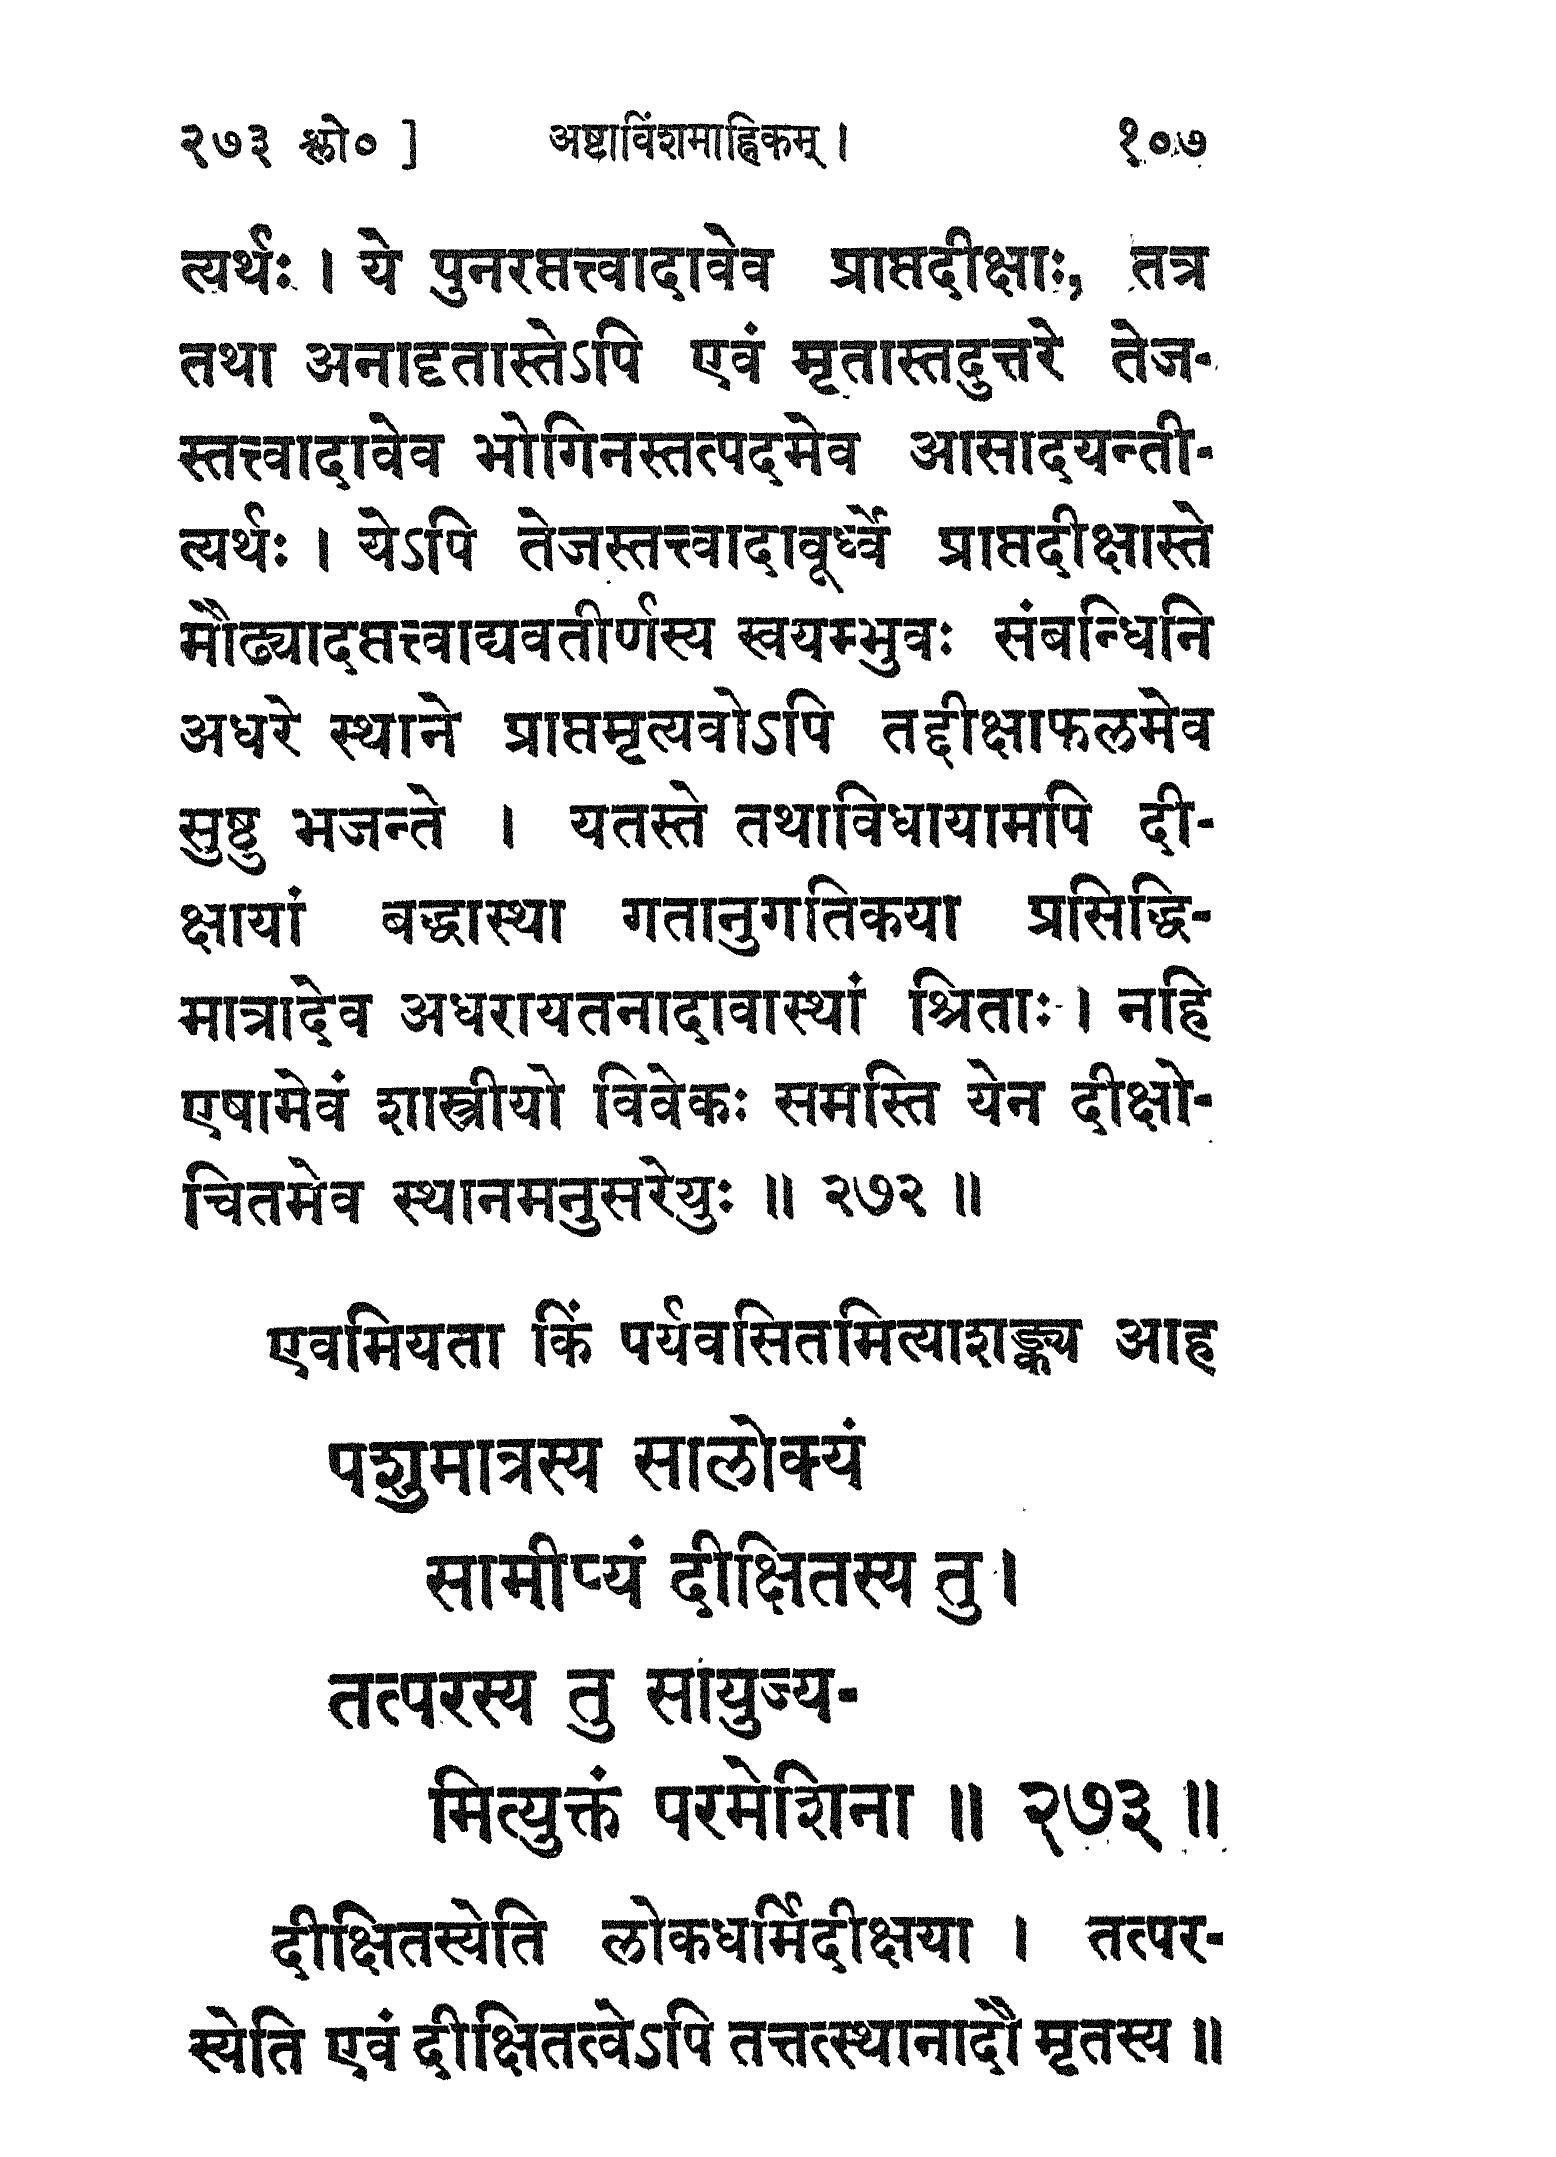 २७३ श्लो० ] अष्टाविंशमाह्निकम् । १०७
त्यर्थः । ये पुनरप्तत्त्वादावेव प्राप्तदीक्षाः, तत्र
तथा अनादृतास्तेऽपि एवं मृतास्तदुत्तरे तेज-
स्तत्त्वादावेव भोगिनस्तत्पदमेव आसादयन्ती-
त्यर्थः । येऽपि तेजस्तत्त्वादावूर्ध्वे प्राप्तदीक्षास्ते
मौढ्यादप्तत्त्वाद्यवतीर्णस्य स्वयम्भुवः संबन्धिनि
अधरे स्थाने प्राप्तमृत्यवोऽपि तद्दीक्षाफलमेव
सुष्ठु भजन्ते । यतस्ते तथाविधायामपि दी-
क्षायां बद्धास्था गतानुगतिकया प्रसिद्धि-
मात्रादेव अधरायतनादावास्थां श्रिताः । नहि
एषामेवं शास्त्रीयो विवेकः समस्ति येन दीक्षो-
चितमेव स्थानमनुसरेयुः ॥ २७२ ॥
एवमियता किं पर्यवसितमित्याशङ्क्य आह
पशुमात्रस्य सालोक्यं
सामीप्यं दीक्षितस्य तु ।
तत्परस्य तु सायुज्य-
मित्युक्तं परमेशिना ॥ २७३ ॥
दीक्षितस्येति लोकधर्मिदीक्षया । तत्पर-
स्येति एवं दीक्षितत्वेऽपि तत्तत्स्थानादौ मृतस्य ॥